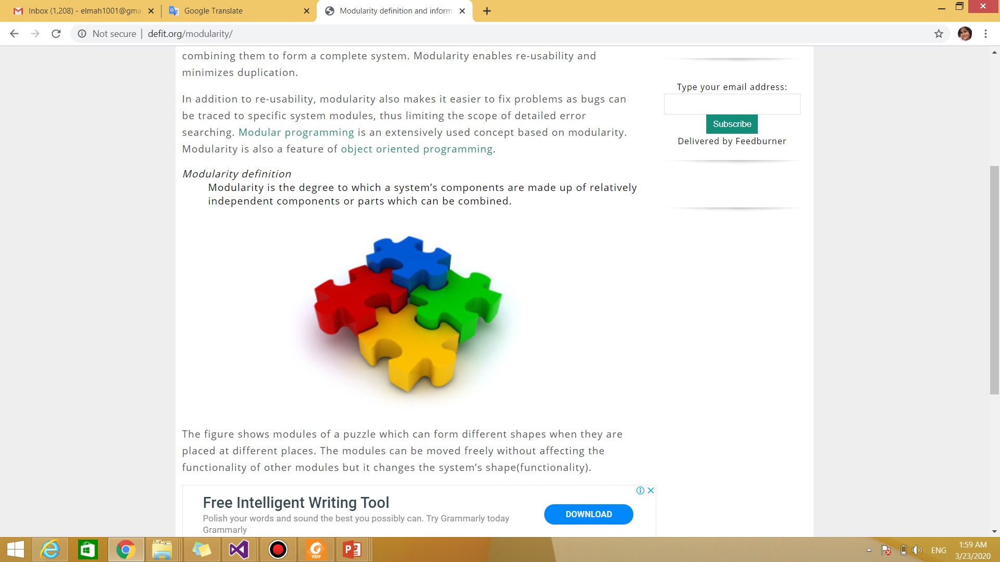 Inbox (1,208) - elmah1001@gma
Google Translate
Modularity definition and inform
Not secure
defit.org/modularity/
combining them to form a complete system. Modularity enables re-usability and
minimizes duplication.
In addition to re-usability, modularity also makes it easier to fix problems as bugs can
be traced to specific system modules, thus limiting the scope of detailed error
searching. Modular programming is an extensively used concept based on modularity.
Modularity is also a feature of object oriented programming.
Modularity definition
Modularity is the degree to which a system’s components are made up of relatively
independent components or parts which can be combined.
The figure shows modules of a puzzle which can form different shapes when they are
placed at different places. The modules can be moved freely without affecting the
functionality of other modules but it changes the system’s shape(functionality).
Type your email address:
Subscribe
Delivered by Feedburner
Free Intelligent Writing Tool
Polish your words and sound the best you possibly can. Try Grammarly today
Grammarly
DOWNLOAD
PDF
P
ENG
1:59 AM
3/23/2020